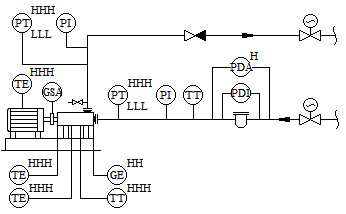 HHH
PT PI
LLL
H
HHH
TE
PDA
HHH
GSA
PDI
PT PI TT
LLL
HHH HH
TE GE
HHH HHH
TE TT